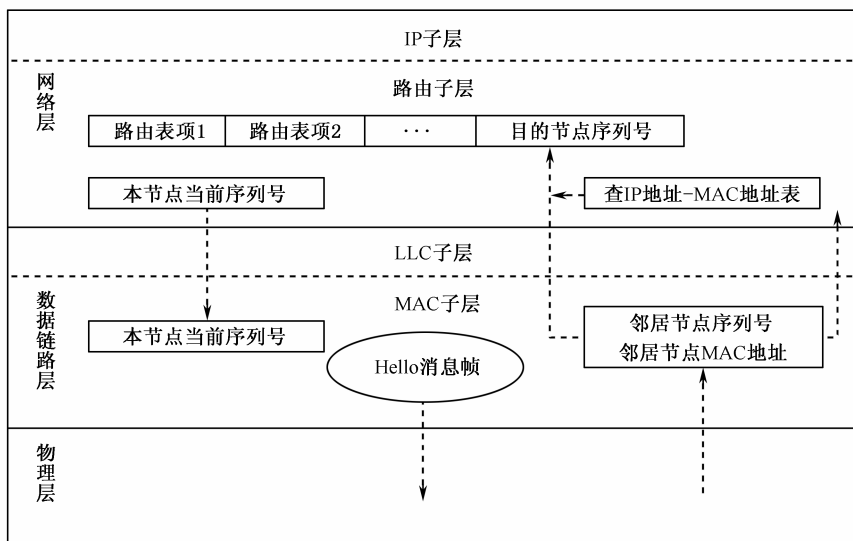 IP子层
网络层
路由子层
路由表项1 路由表项2 ··· 目的节点序列号
本节点当前序列号
查IP地址-MAC地址表
LLC子层
数据链路层
MAC子层
本节点当前序列号
Hello消息帧
邻居节点序列号
邻居节点MAC地址
物理层